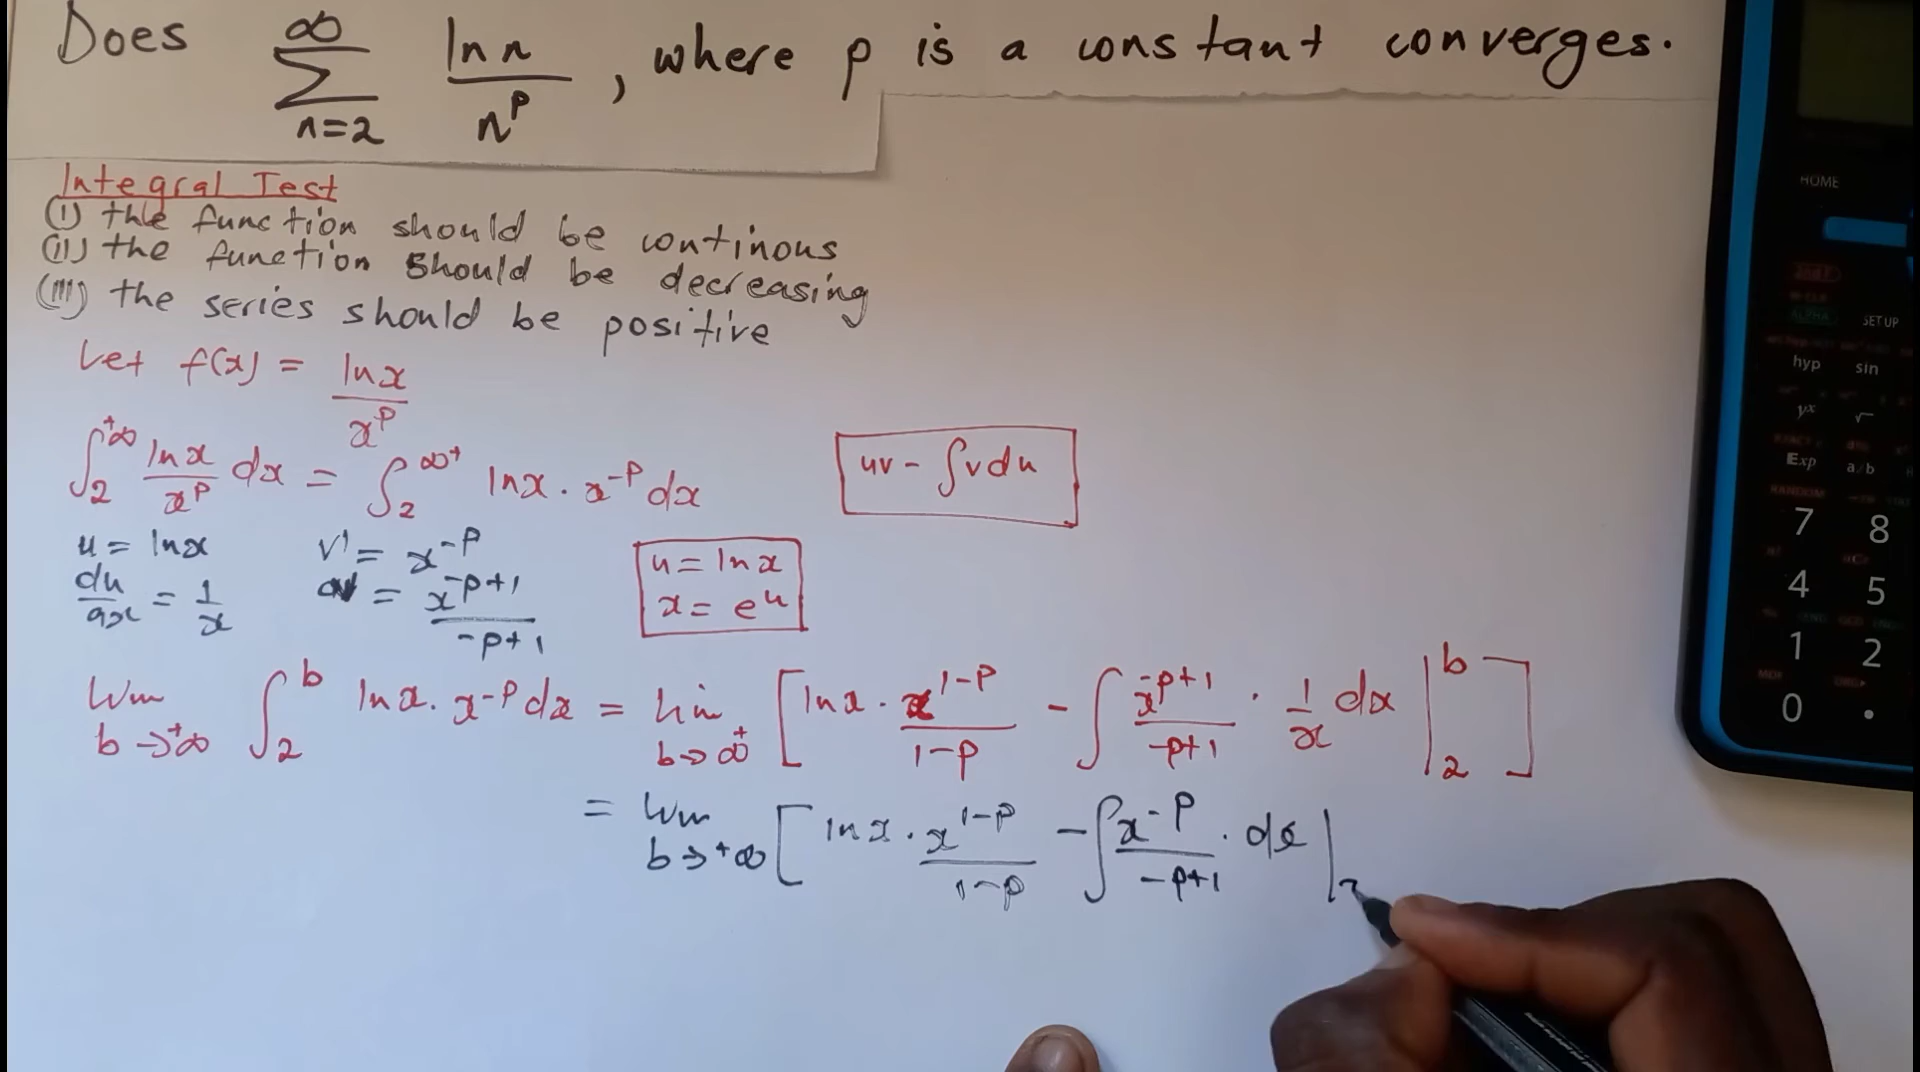 Does ∞∑n=2 ln n / n^p , where p is a constant converges.
Integral Test
(i) the function should be continous
(ii) the function should be decreasing
(iii) the series should be positive
Let f(x) = ln x / x^p
∫_2^{+∞} ln x / x^p dx = ∫_2^{∞+} ln x · x^{-p} dx
uv - ∫v du
u = ln x
v' = x^{-p}
du/dx = 1/x
v = x^{-p+1} / -p+1
u = ln x
x = e^u
lim b→+∞ ∫_2^b ln x · x^{-p} dx = lim b→∞+ [ ln x · x^{1-p} / 1-p - ∫ x^{-p+1} / -p+1 · 1/x dx |_2^b ]
= lim b→+∞ [ ln x · x^{1-p} / 1-p - ∫ x^{-p} / -p+1 · dx |
HOME
SET UP
hyp sin
y^x √
Exp a/b
7 8
4 5
1 2
0 •